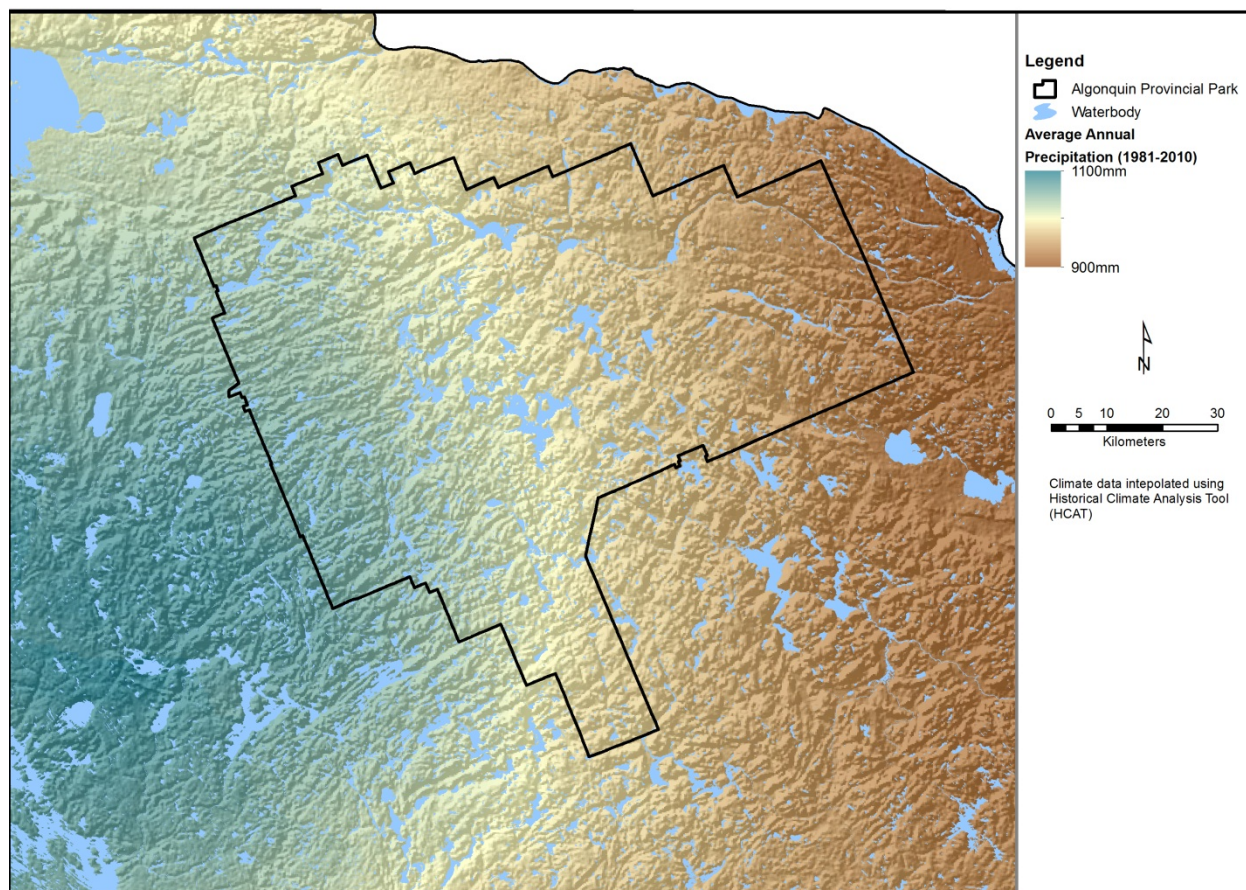 Legend
Algonquin Provincial Park
Waterbody
Average Annual
Precipitation (1981-2010)
1100mm
900mm
N
0 5 10 20 30
Kilometers
Climate data intepolated using
Historical Climate Analysis Tool
(HCAT)